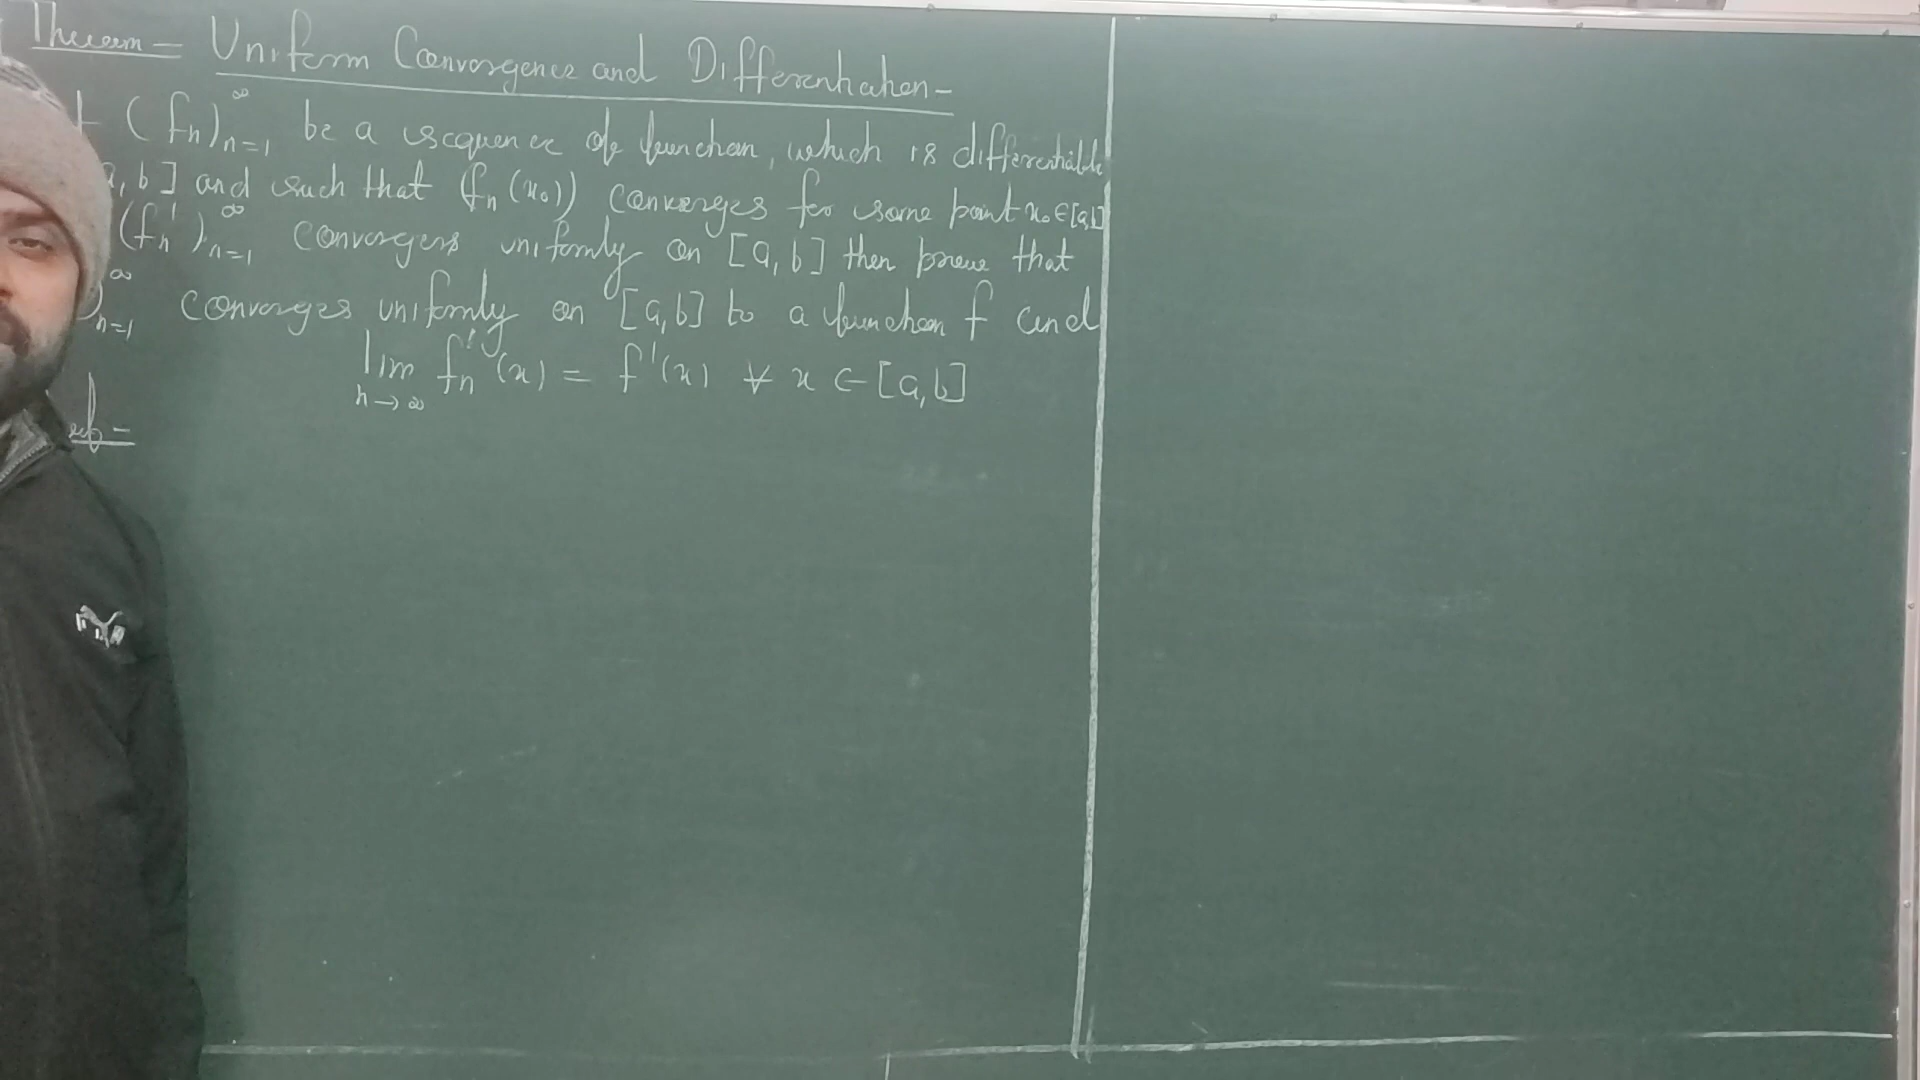 Theorem - Uniform Convergence and Differentiation -
(fn)n=1^∞ be a sequence of function, which is differentiable
a, b] and such that (fn(x₀)) converges for some point x₀ ∈ [a,b]
(fn')n=1^∞ convergers uniformly on [a, b] then prove that
)n=1^∞ converges uniformly on [a, b] to a function f and
lim n→∞ fn'(x) = f'(x) ∀ x ∈ [a, b]